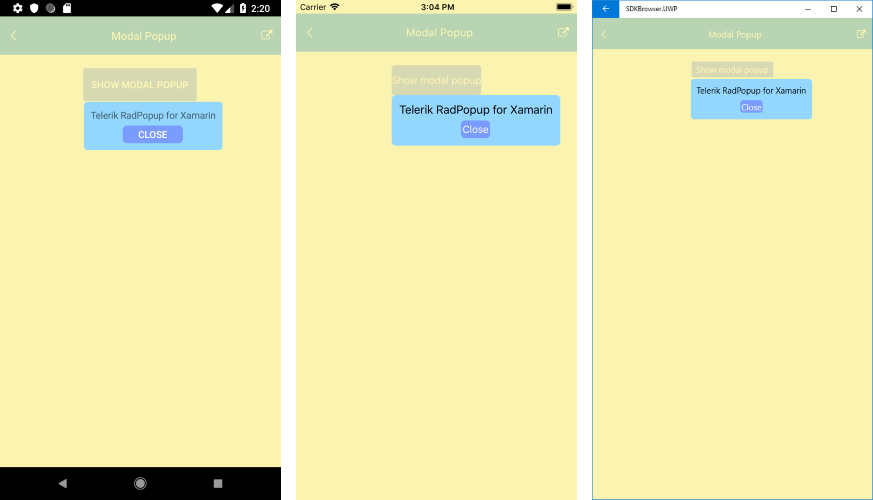 2:20
Modal Popup
SHOW MODAL POPUP
Telerik RadPopup for Xamarin
CLOSE
Carrier 3:04 PM
Modal Popup
Show modal popup
Telerik RadPopup for Xamarin
Close
SDKBrowser.UWP
Modal Popup
Show modal popup
Telerik RadPopup for Xamarin
Close